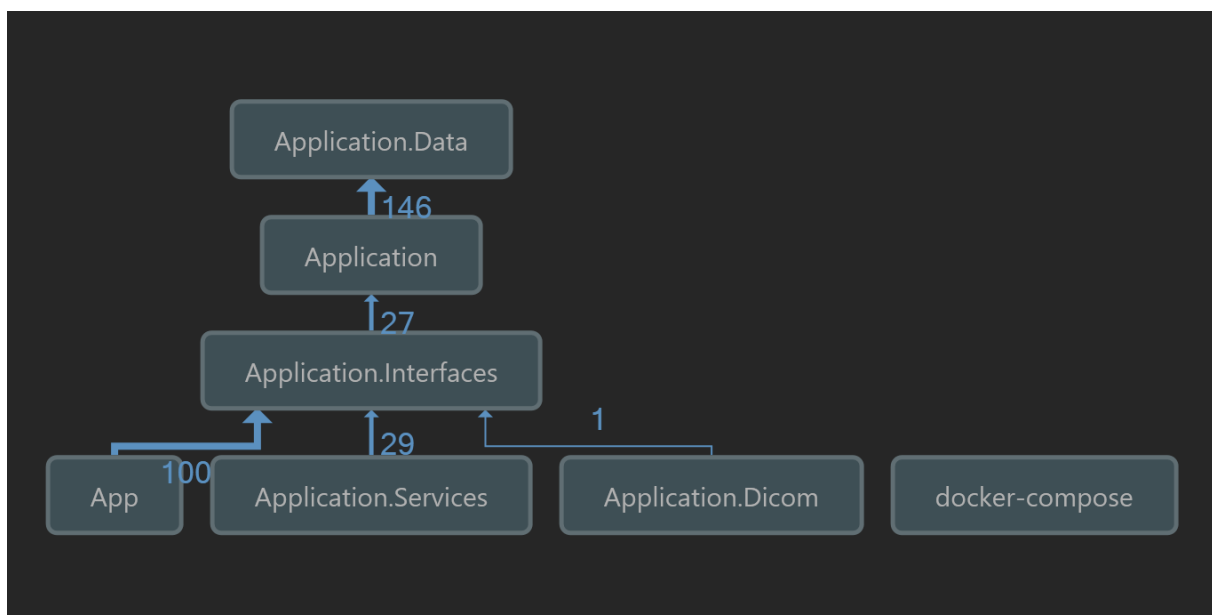 Application.Data
146
Application
27
Application.Interfaces
1
29
100
App
Application.Services
Application.Dicom
docker-compose